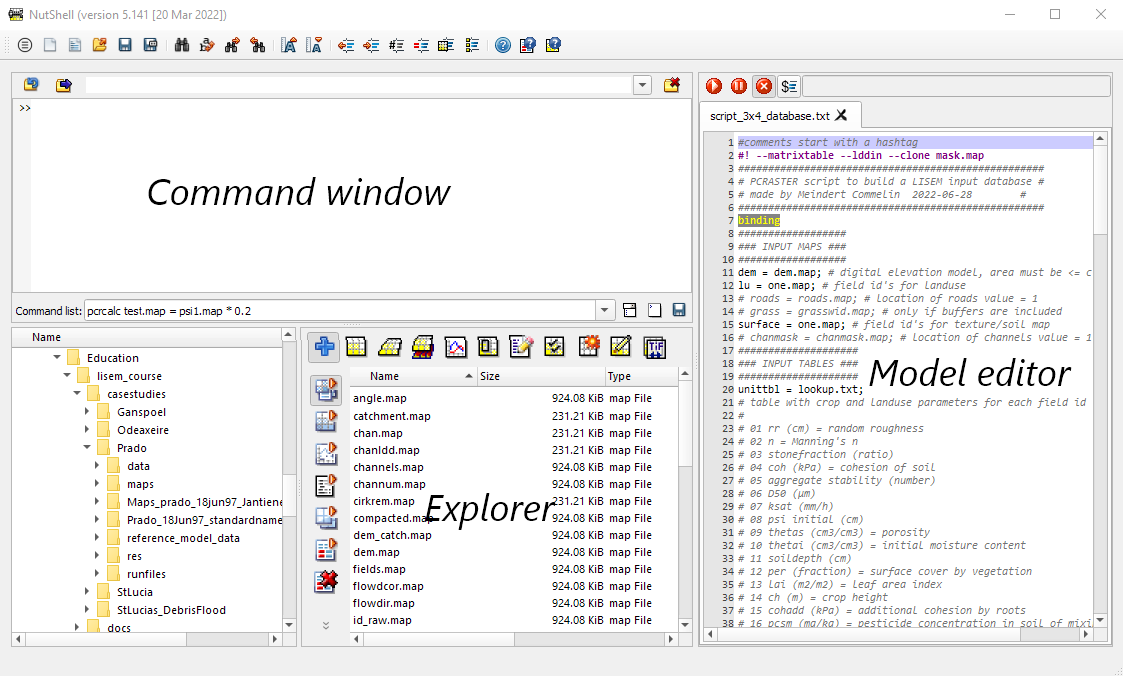 NutShell (pcrcalc version 5.141 [20 Mar 2022])
>>
Command window
Command list: pcrcalc test.map = psi1.map * 0.2
Name
Education
lisem_course
casestudies
Ganspoel
Odeaxeire
Prado
data
maps
Maps_prado_18jun97_Jantiene
Prado_18Jun97_standardname
reference_model_data
res
runfiles
StLucia
StLucias_DebrisFlood
docs
TiF
Name Size Type
angle.map 924.08 KiB map File
catchment.map 231.21 KiB map File
chan.map 231.21 KiB map File
chanldd.map 231.21 KiB map File
channels.map 924.08 KiB map File
channum.map 924.08 KiB map File
cirkrem.map 231.21 KiB map File
compacted.map 924.08 KiB map File
dem_catch.map 924.08 KiB map File
dem.map 924.08 KiB map File
fields.map 924.08 KiB map File
flowdcor.map 924.08 KiB map File
flowdir.map 924.08 KiB map File
id_raw.map 924.08 KiB map File
Explorer
script_3x4_database.txt
1 #comments start with a hashtag
2 #! --matrixtable --lddin --clone mask.map
3 ###################################################
4 # PCRASTER script to build a LISEM input database #
5 # made by Meindert Commelin 2022-06-28 #
6 ###################################################
7 binding
8 ##################
9 ### INPUT MAPS ###
10 ##################
11 dem = dem.map; # digital elevation model, area must be <= c
12 lu = one.map; # field id's for landuse
13 # roads = roads.map; # location of roads value = 1
14 # grass = grasswid.map; # only if buffers are included
15 surface = one.map; # field id's for texture/soil map
16 # chanmask = chanmask.map; # location of channels value = 1
17 ####################
18 ### INPUT TABLES ###
19 ####################
20 unittbl = lookup.txt;
21 # table with crop and landuse parameters for each field id
22 #
23 # 01 rr (cm) = random roughness
24 # 02 n = Manning's n
25 # 03 stonefraction (ratio)
26 # 04 coh (kPa) = cohesion of soil
27 # 05 aggregate stability (number)
28 # 06 D50 (μm)
29 # 07 ksat (mm/h)
30 # 08 psi initial (cm)
31 # 09 thetas (cm3/cm3) = porosity
32 # 10 thetai (cm3/cm3) = initial moisture content
33 # 11 soildepth (cm)
34 # 12 per (fraction) = surface cover by vegetation
35 # 13 lai (m2/m2) = leaf area index
36 # 14 ch (m) = crop height
37 # 15 cohadd (kPa) = additional cohesion by roots
38 # 16 pcsm (mg/kg) = pesticide concentration in soil of mixi
Model editor